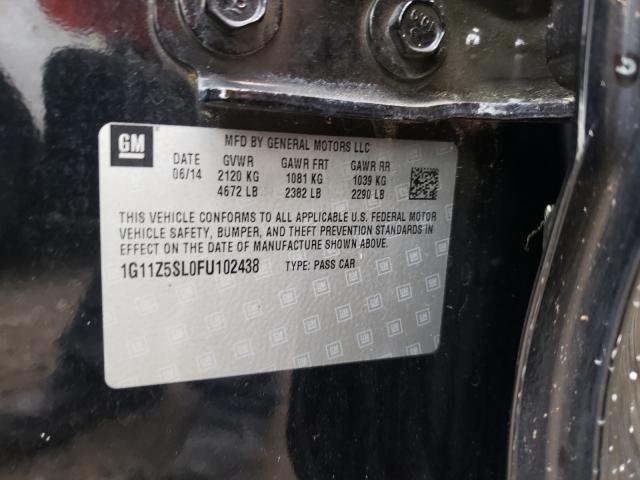 GM
MFD BY GENERAL MOTORS LLC
DATE GVWR GAWR FRT GAWR RR
06/14 2120 KG 1081 KG 1039 KG
4672 LB 2382 LB 2290 LB
THIS VEHICLE CONFORMS TO ALL APPLICABLE U.S. FEDERAL MOTOR
VEHICLE SAFETY, BUMPER, AND THEFT PREVENTION STANDARDS IN
EFFECT ON THE DATE OF MANUFACTURE SHOWN ABOVE.
1G11Z5SL0FU102438 TYPE: PASS CAR